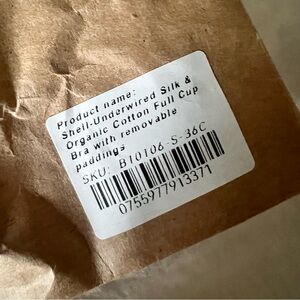 Product name:
Shell-Underwired Silk &
Organic Cotton Full Cup
Bra with removable
paddings
SKU: B10106-S-36C
0755977913371